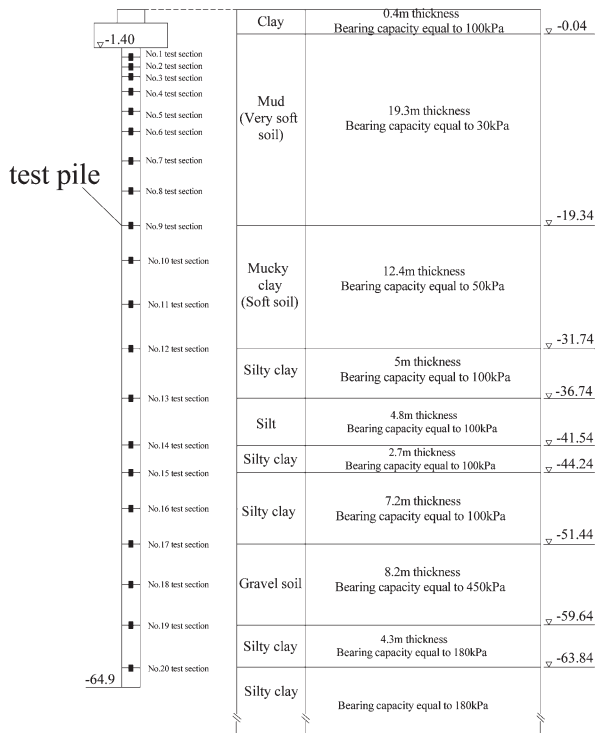 Clay
0.4m thickness
Bearing capacity equal to 100kPa
-0.04
-1.40
No.1 test section
No.2 test section
No.3 test section
No.4 test section
No.5 test section
No.6 test section
No.7 test section
No.8 test section
No.9 test section
No.10 test section
No.11 test section
No.12 test section
No.13 test section
No.14 test section
No.15 test section
No.16 test section
No.17 test section
No.18 test section
No.19 test section
No.20 test section
test pile
-64.9
Mud
(Very soft
soil)
19.3m thickness
Bearing capacity equal to 30kPa
-19.34
Mucky
clay
(Soft soil)
12.4m thickness
Bearing capacity equal to 50kPa
-31.74
Silty clay
5m thickness
Bearing capacity equal to 100kPa
-36.74
Silt
4.8m thickness
Bearing capacity equal to 100kPa
-41.54
Silty clay
2.7m thickness
Bearing capacity equal to 100kPa
-44.24
Silty clay
7.2m thickness
Bearing capacity equal to 100kPa
-51.44
Gravel soil
8.2m thickness
Bearing capacity equal to 450kPa
-59.64
Silty clay
4.3m thickness
Bearing capacity equal to 180kPa
-63.84
Silty clay
Bearing capacity equal to 180kPa